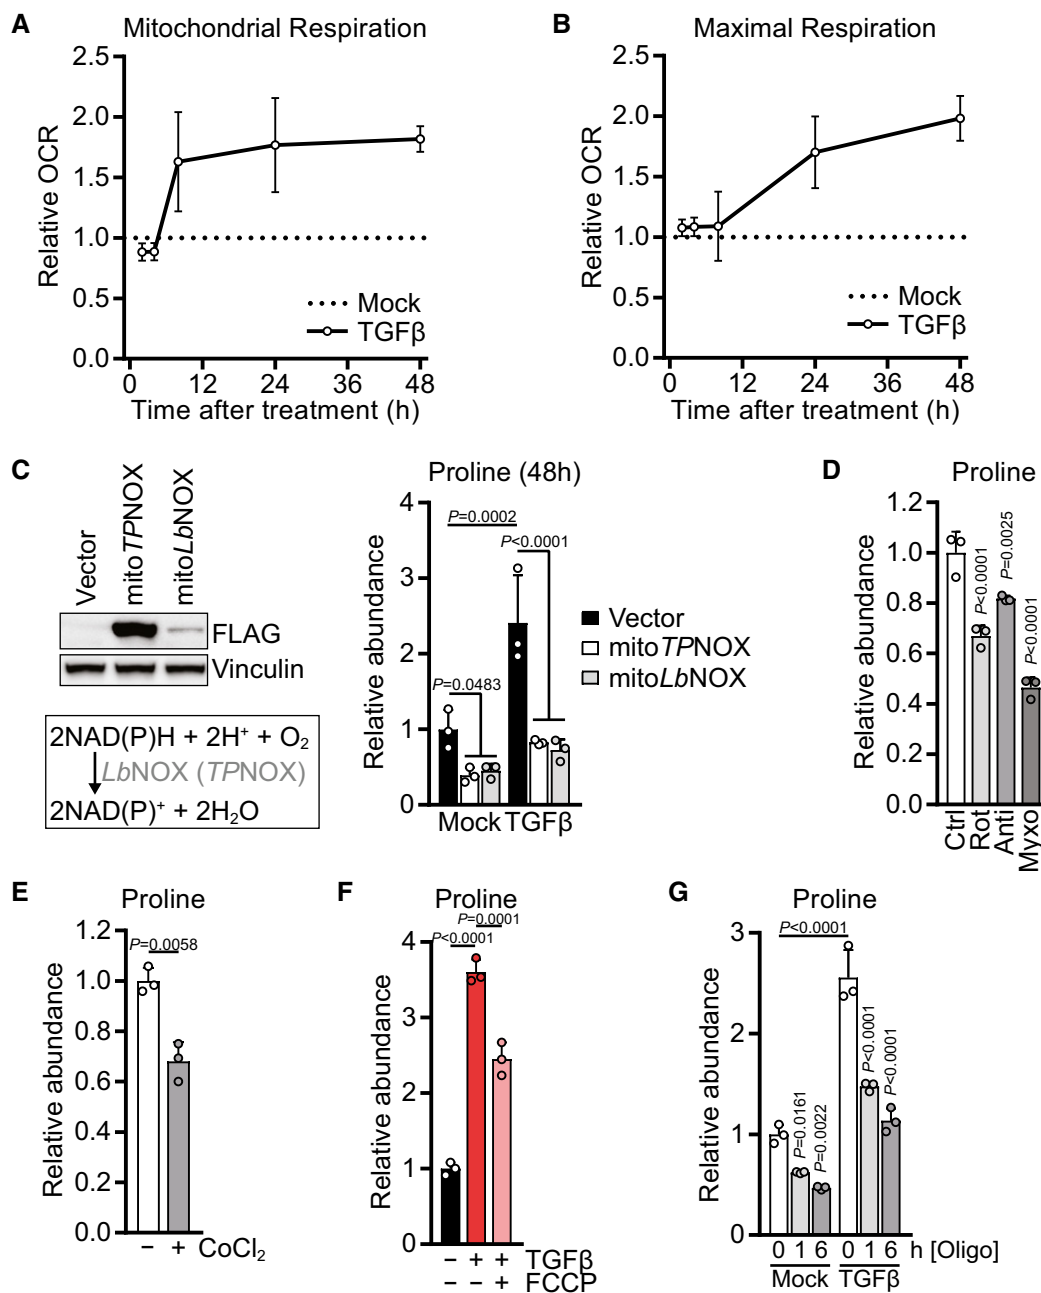 A
Mitochondrial Respiration
Relative OCR
2.5
2.0
1.5
1.0
0.5
0.0
Mock
TGFβ
0 12 24 36 48
Time after treatment (h)
B
Maximal Respiration
Relative OCR
2.5
2.0
1.5
1.0
0.5
0.0
Mock
TGFβ
0 12 24 36 48
Time after treatment (h)
C
Vector
mitoTPNOX
mitoLbNOX
FLAG
Vinculin
2NAD(P)H + 2H⁺ + O₂
LbNOX (TPNOX)
2NAD(P)⁺ + 2H₂O
Proline (48h)
Relative abundance
4
3
2
1
0
P=0.0002
P<0.0001
P=0.0483
Mock TGFβ
Vector
mitoTPNOX
mitoLbNOX
D
Proline
Relative abundance
1.2
1.0
0.8
0.6
0.4
0.2
0.0
P<0.0001
P=0.0025
P<0.0001
Ctrl
Rot
Anti
Myxo
E
Proline
Relative abundance
1.2
1.0
0.8
0.6
0.4
0.2
0.0
P=0.0058
− + CoCl₂
F
Proline
Relative abundance
4
3
2
1
0
P=0.0001
P<0.0001
− + + TGFβ
− − + FCCP
G
Proline
Relative abundance
3
2
1
0
P<0.0001
P=0.0161
P=0.0022
P<0.0001
P<0.0001
0 1 6 0 1 6 h [Oligo]
Mock TGFβ